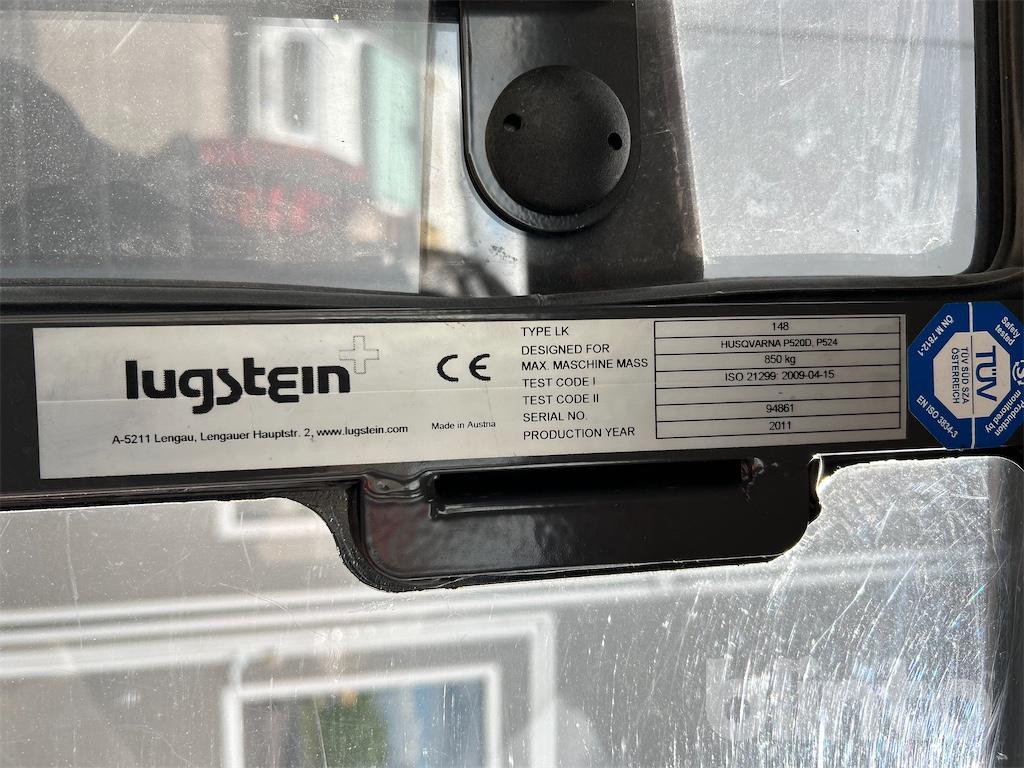 lugstein
CE
A-5211 Lengau, Lengauer Hauptstr. 2, www.lugstein.com
Made in Austria
TYPE LK 148
DESIGNED FOR HUSQVARNA P520D, P524
MAX. MASCHINE MASS 850 kg
TEST CODE I ISO 21299: 2009-04-15
TEST CODE II -
SERIAL NO. 94861
PRODUCTION YEAR 2011
ÖN M 7812-1
Safety tested
TÜV SÜD SZA ÖSTERREICH
TÜV
EN ISO 3834-3
Production monitored by